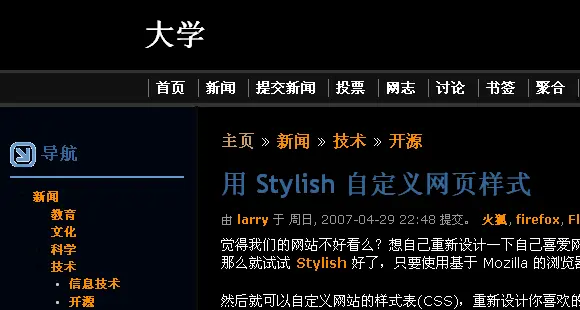 大学
首页 新闻 提交新闻 投票 网志 讨论 书签 聚合
导航
新闻
教育
文化
科学
技术
信息技术
开源
主页 » 新闻 » 技术 » 开源
用 Stylish 自定义网页样式
由 larry 于 周日, 2007-04-29 22:48 提交。 火狐, firefox, Fl
觉得我们的网站不好看么？想自己重新设计一下自己喜爱网
那么就试试 Stylish 好了，只要使用基于 Mozilla 的浏览器
然后就可以自定义网站的样式表(CSS)，重新设计你喜欢的